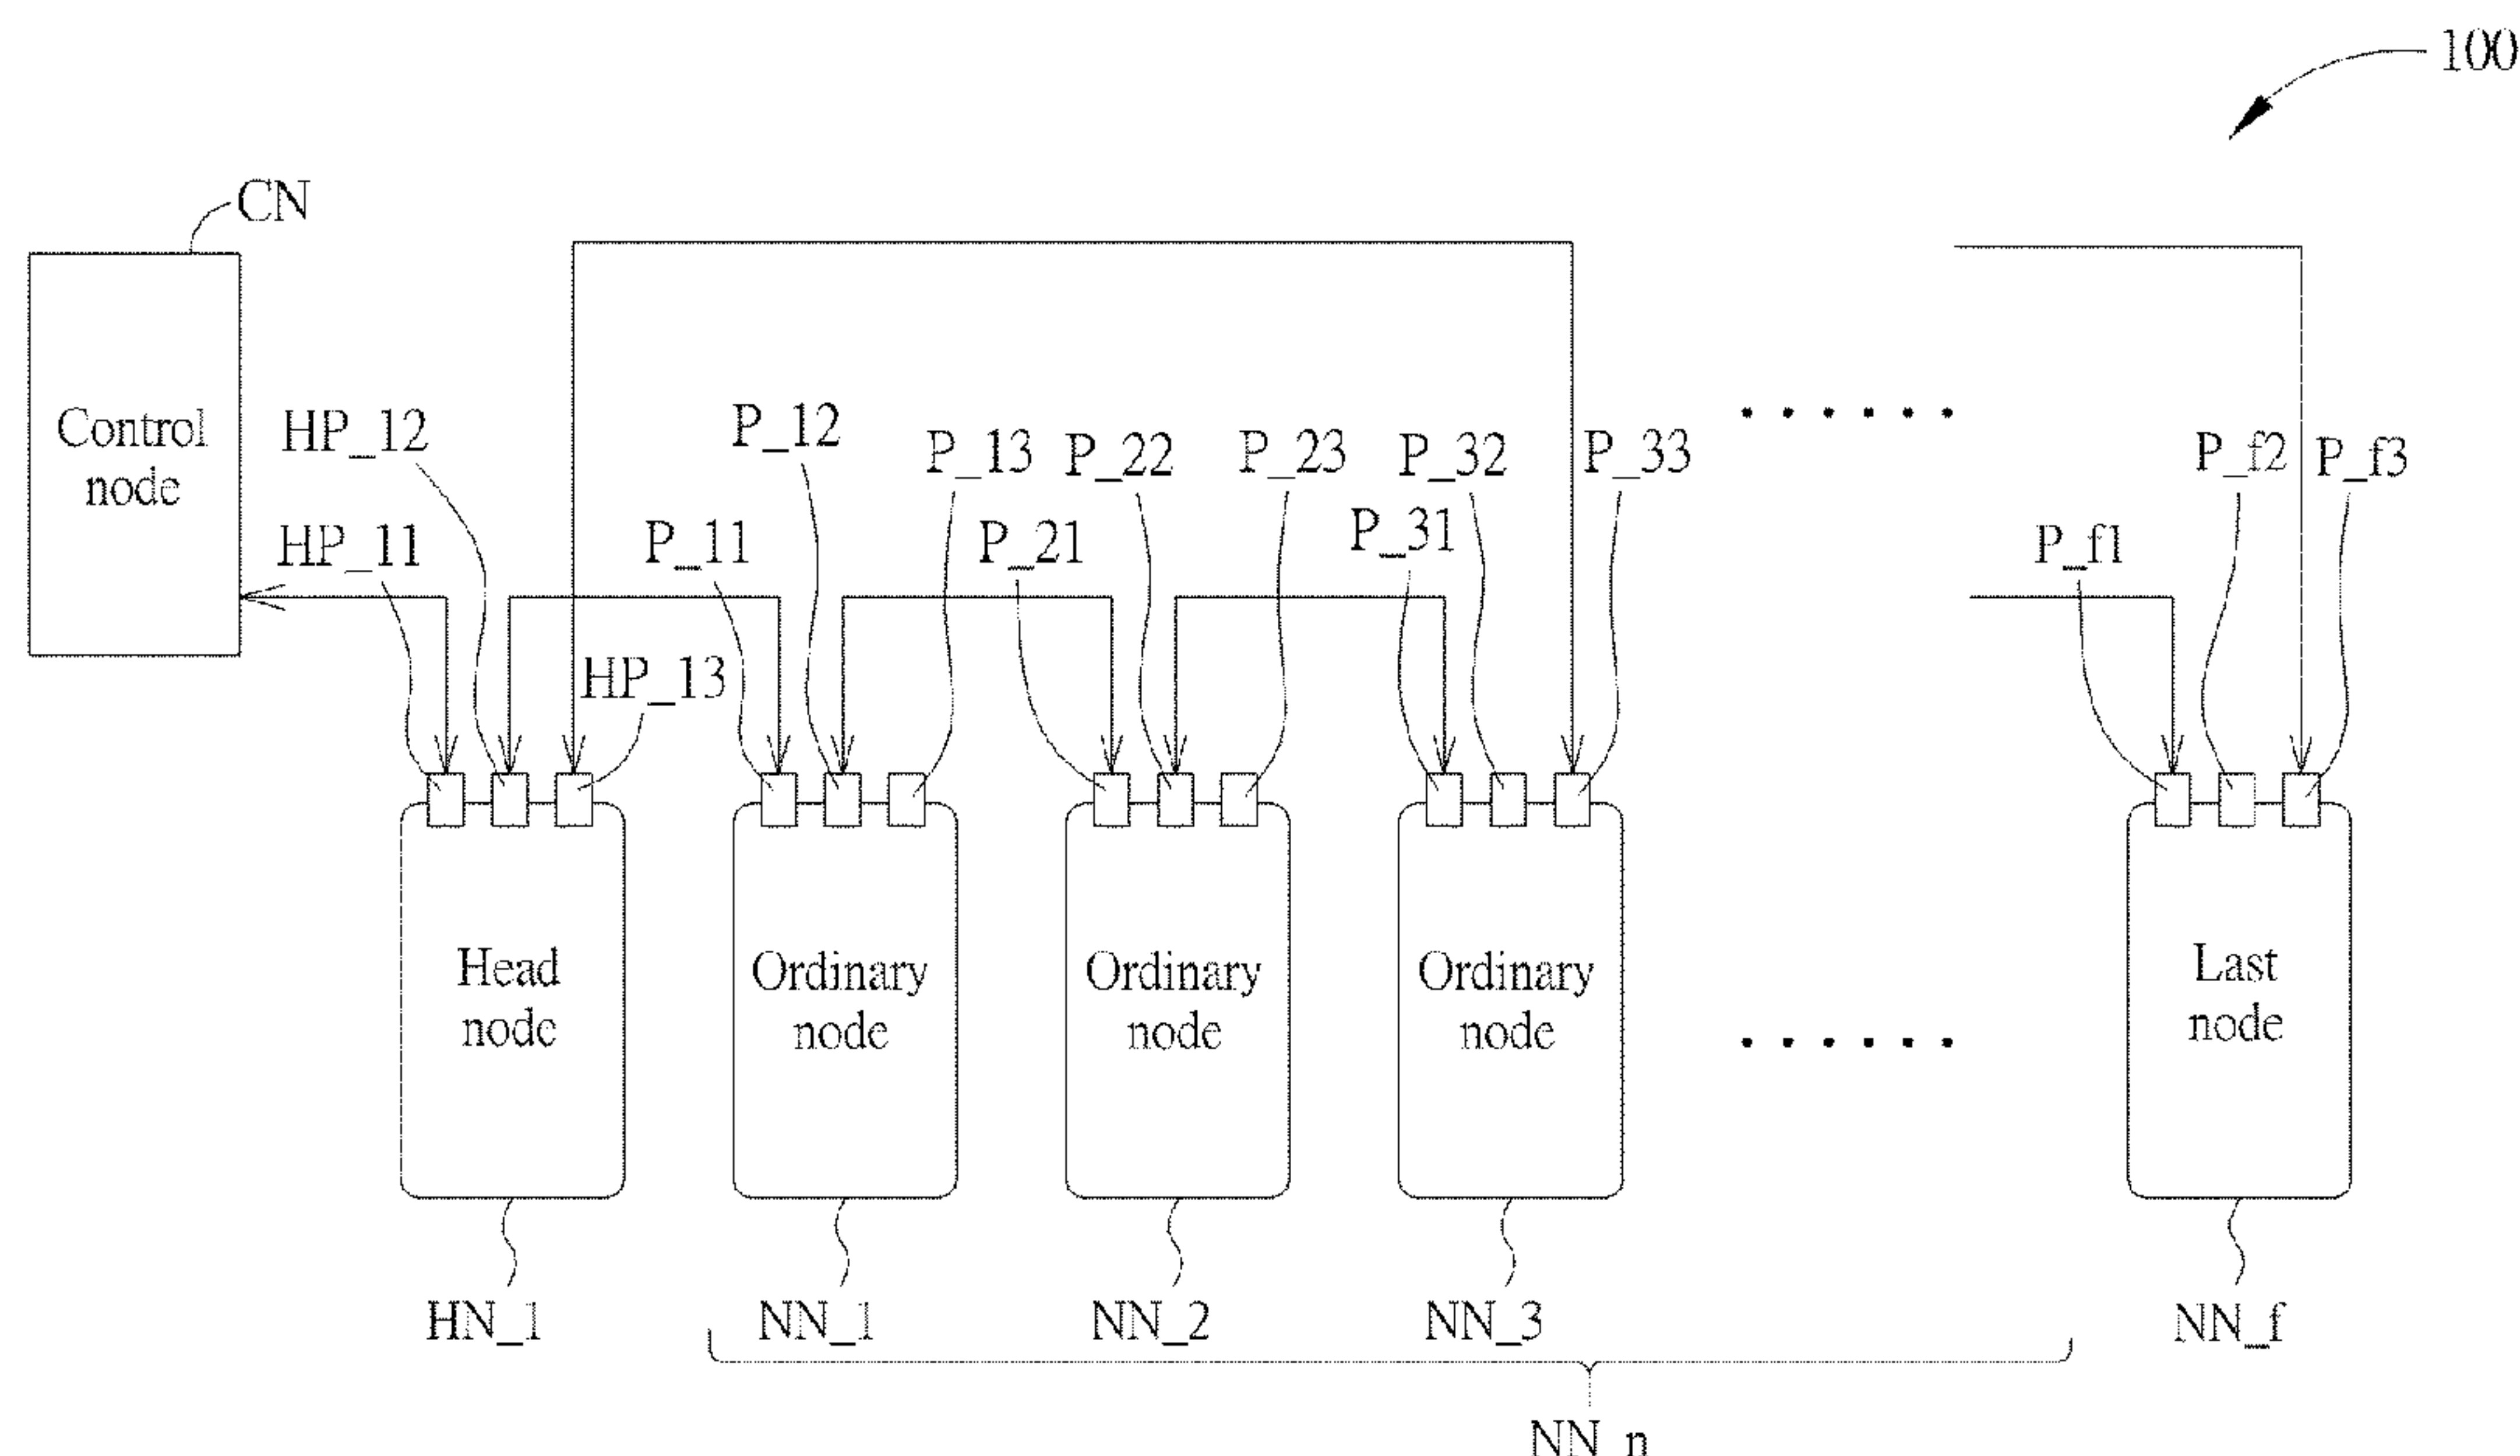 100
CN
Control
node
HP_12
P_12
P_13
P_22
P_23
P_32
P_33
P_f2
P_f3
HP_11
P_11
P_21
P_31
P_f1
HP_13
Head
node
Ordinary
node
Ordinary
node
Ordinary
node
Last
node
HN_1
NN_1
NN_2
NN_3
NN_f
NN_n